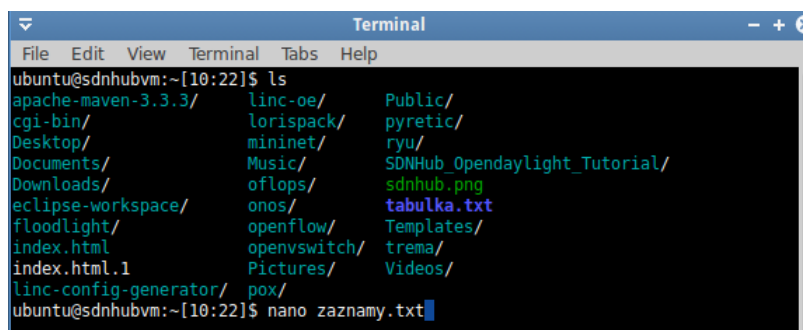 Terminal
File Edit View Terminal Tabs Help
ubuntu@sdnhubvm:~[10:22]$ ls
apache-maven-3.3.3/ linc-oe/ Public/
cgi-bin/ lorispack/ pyretic/
Desktop/ mininet/ ryu/
Documents/ Music/ SDNHub_Opendaylight_Tutorial/
Downloads/ oflops/ sdnhub.png
eclipse-workspace/ onos/ tabulka.txt
floodlight/ openflow/ Templates/
index.html openvswitch/ trema/
index.html.1 Pictures/ Videos/
linc-config-generator/ pox/
ubuntu@sdnhubvm:~[10:22]$ nano zaznamy.txt